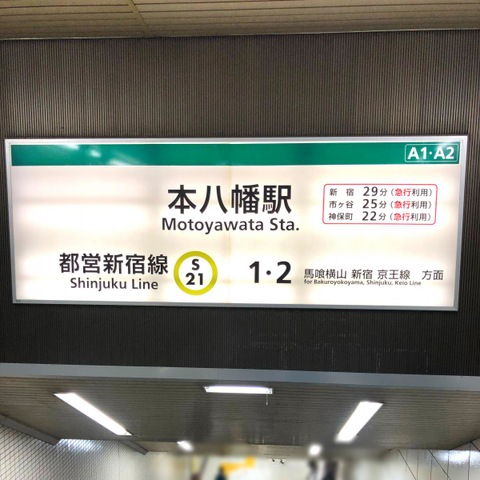 A1・A2
本八幡駅
Motoyawata Sta.
新宿 29分(急行利用)
市ヶ谷 25分(急行利用)
神保町 22分(急行利用)
都営新宿線
Shinjuku Line
S
21
1・2
馬喰横山 新宿 京王線 方面
for Bakuroyokoyama, Shinjuku, Keio Line